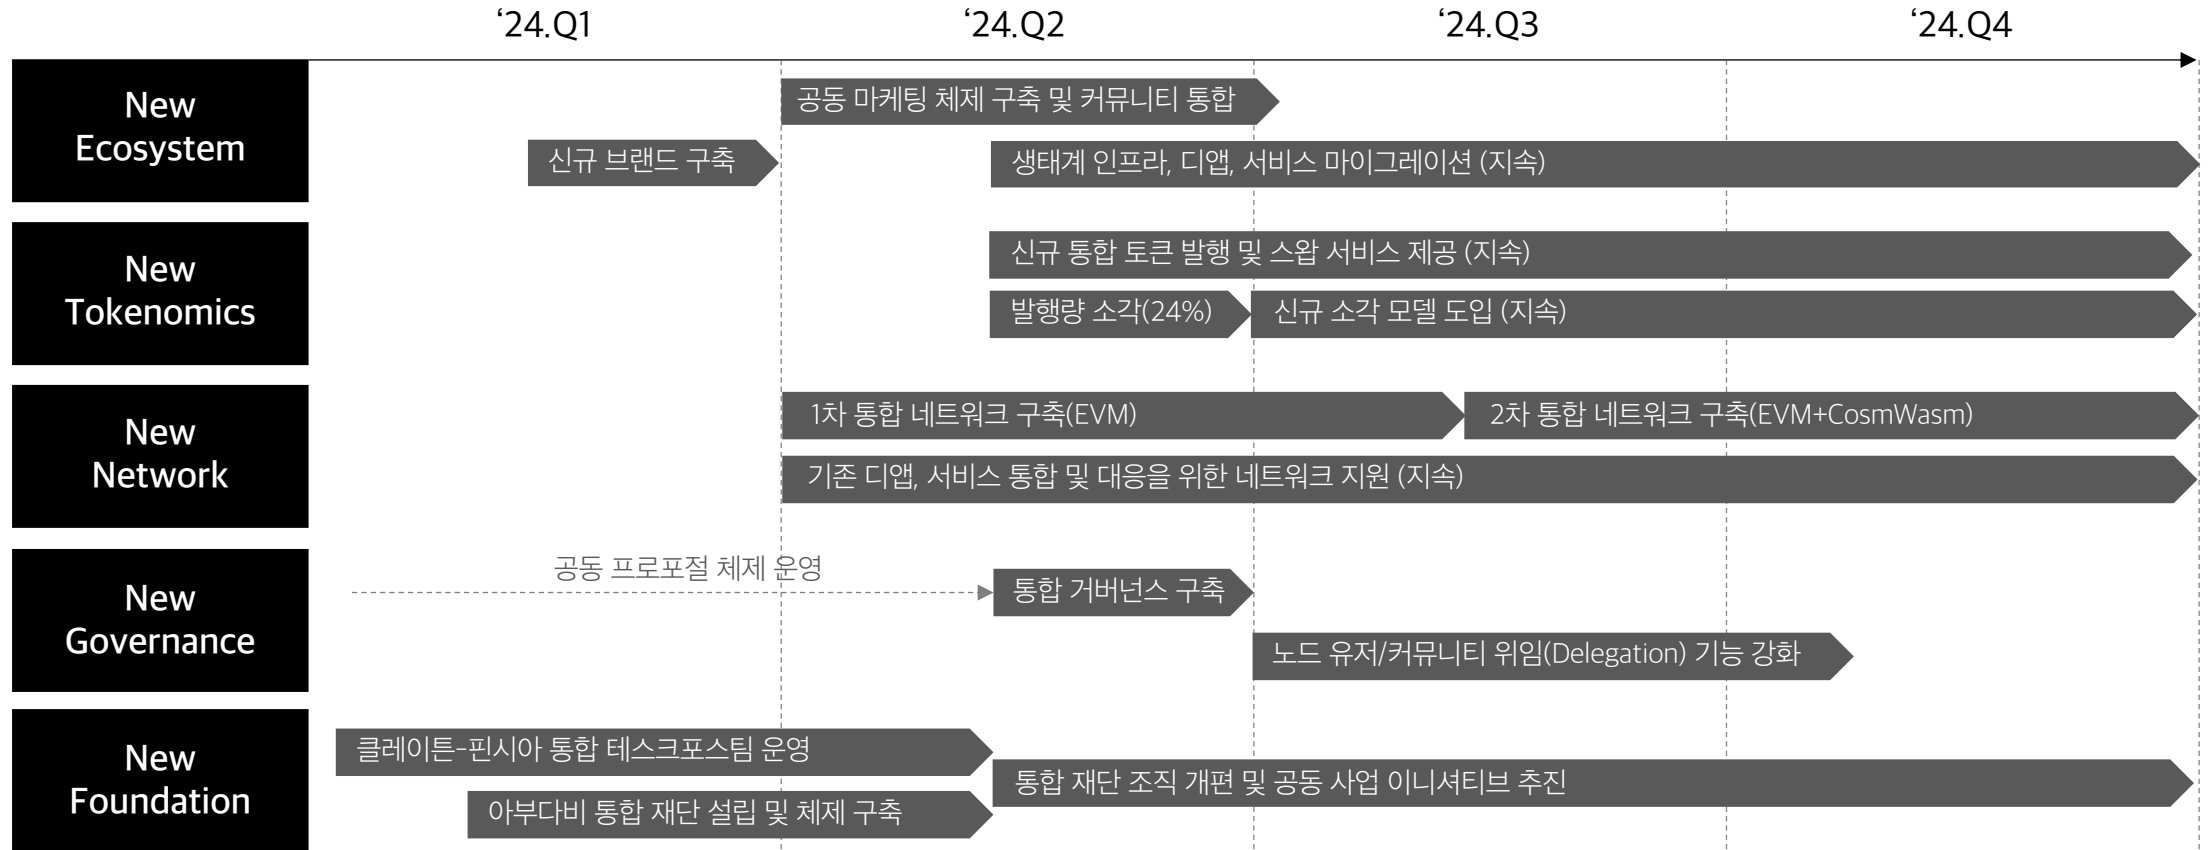 ‘24.Q1
‘24.Q2
‘24.Q3
‘24.Q4
New
Ecosystem
공동 마케팅 체제 구축 및 커뮤니티 통합
신규 브랜드 구축
생태계 인프라, 디앱, 서비스 마이그레이션 (지속)
New
Tokenomics
신규 통합 토큰 발행 및 스왑 서비스 제공 (지속)
발행량 소각(24%)
신규 소각 모델 도입 (지속)
New
Network
1차 통합 네트워크 구축(EVM)
2차 통합 네트워크 구축(EVM+CosmWasm)
기존 디앱, 서비스 통합 및 대응을 위한 네트워크 지원 (지속)
New
Governance
공동 프로포절 체제 운영
통합 거버넌스 구축
노드 유저/커뮤니티 위임(Delegation) 기능 강화
New
Foundation
클레이튼-핀시아 통합 테스크포스팀 운영
통합 재단 조직 개편 및 공동 사업 이니셔티브 추진
아부다비 통합 재단 설립 및 체제 구축